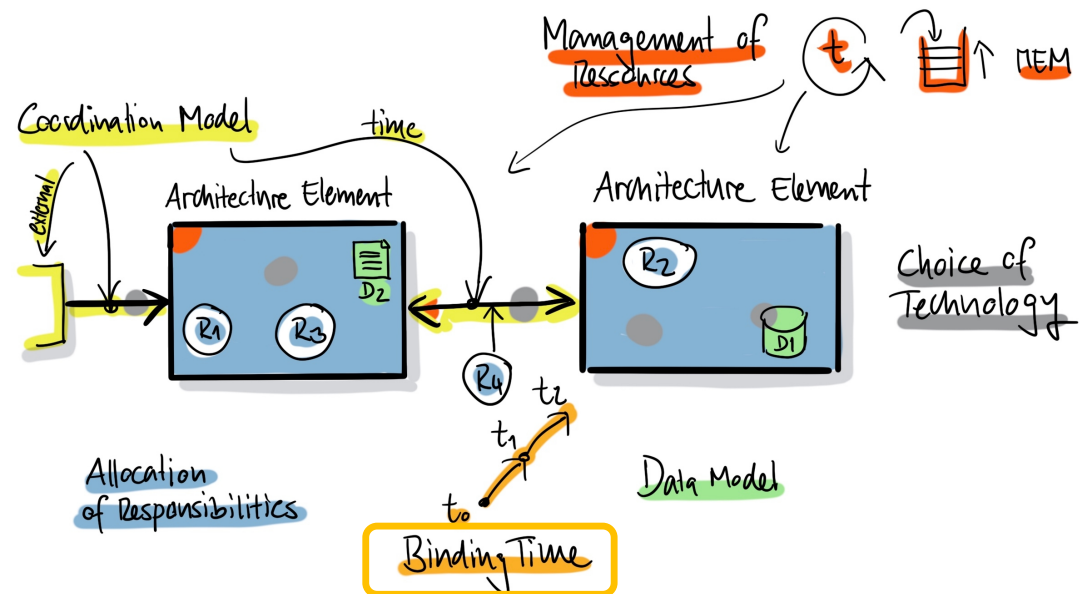 Management of
Ressources
t
MEM
Coordination Model
time
external
Architecture Element
Architecture Element
D2
R1
R3
R4
R2
D1
Choice of
Technology
t2
t1
t0
Allocation
of Responsibilities
Data Model
Binding Time